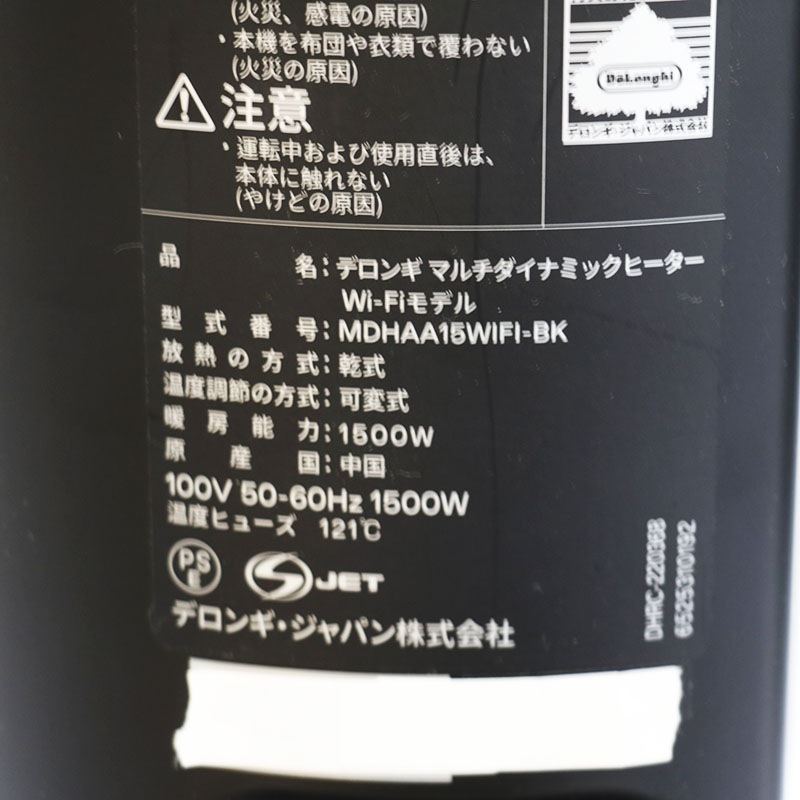 (火災、感電の原因)
・本機を布団や衣類で覆わない
(火災の原因)
注意
・運転中および使用直後は、
本体に触れない
(やけどの原因)
DeLonghi
デロンギ・ジャパン株式会社
品名：デロンギ マルチダイナミックヒーター
Wi-Fiモデル
型式番号：MDHAA15WIFI-BK
放熱の方式：乾式
温度調節の方式：可変式
暖房能力：1500W
原産国：中国
100V 50-60Hz 1500W
温度ヒューズ 121℃
PSE
S JET
デロンギ・ジャパン株式会社
DHRC-220368
6525310192